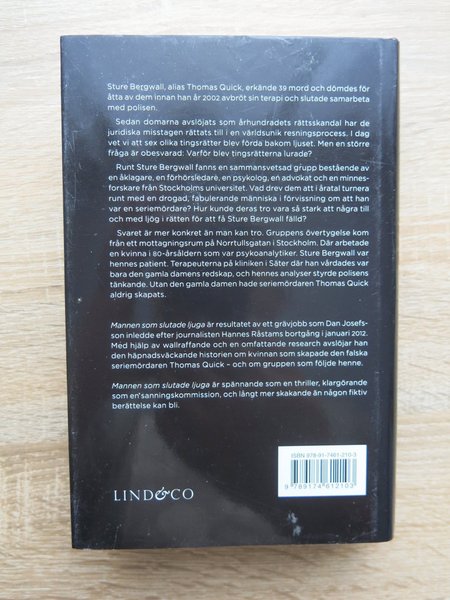 Sture Bergwall, alias Thomas Quick, erkände 39 mord och dömdes för
åtta av dem innan han år 2002 avbröt sin terapi och slutade samarbeta
med polisen.
Sedan domarna avslöjats som århundradets rättsskandal har de
juridiska misstagen rättats till i en världsunik resningsprocess. I dag
vet vi att sex olika tingsrätter blev förda bakom ljuset. Men en större
fråga är obesvarad: Varför blev tingsrätterna lurade?
Runt Sture Bergwall fanns en sammansvetsad grupp bestående av
en åklagare, en förhörsledare, en psykolog, en advokat och en minnes-
forskare från Stockholms universitet. Vad drev dem att i åratal turnera
runt med en drogad, fabulerande människa i förvissning om att han
var en seriemördare? Hur kunde deras tro vara så stark att några till
och med ljög i rätten för att få Sture Bergwall fälld?
Svaret är mer konkret än man kan tro. Gruppens övertygelse kom
från ett mottagningsrum på Norrtullsgatan i Stockholm. Där arbetade
en kvinna i 80-årsåldern som var psykoanalytiker. Sture Bergwall var
hennes patient. Terapeuterna på kliniken i Säter där han vårdades var
bara den gamla damens redskap, och hennes analyser styrde polisens
tänkande. Utan den gamla damen hade seriemördaren Thomas Quick
aldrig skapats.
Mannen som slutade ljuga är resultatet av ett grävjobb som Dan Josefs-
son inledde efter journalisten Hannes Råstams bortgång i januari 2012.
Med hjälp av wallraffande och en omfattande research avslöjar han
den häpnadsväckande historien om kvinnan som skapade den falska
seriemördaren Thomas Quick – och om gruppen som följde henne.
Mannen som slutade ljuga är spännande som en thriller, klargörande
som en sanningskommission, och långt mer skakande än någon fiktiv
berättelse kan bli.
ISBN 978-91-7461-210-3
9 789174 612103
LIND&CO